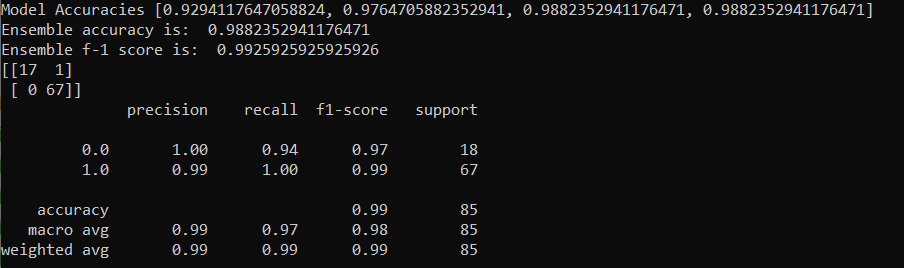 Model Accuracies [0.9294117647058824, 0.9764705882352941, 0.9882352941176471, 0.9882352941176471]
Ensemble accuracy is:  0.9882352941176471
Ensemble f-1 score is:  0.9925925925925926
[[17  1]
 [ 0 67]]
              precision    recall  f1-score   support

         0.0       1.00      0.94      0.97        18
         1.0       0.99      1.00      0.99        67

    accuracy                           0.99        85
   macro avg       0.99      0.97      0.98        85
weighted avg       0.99      0.99      0.99        85